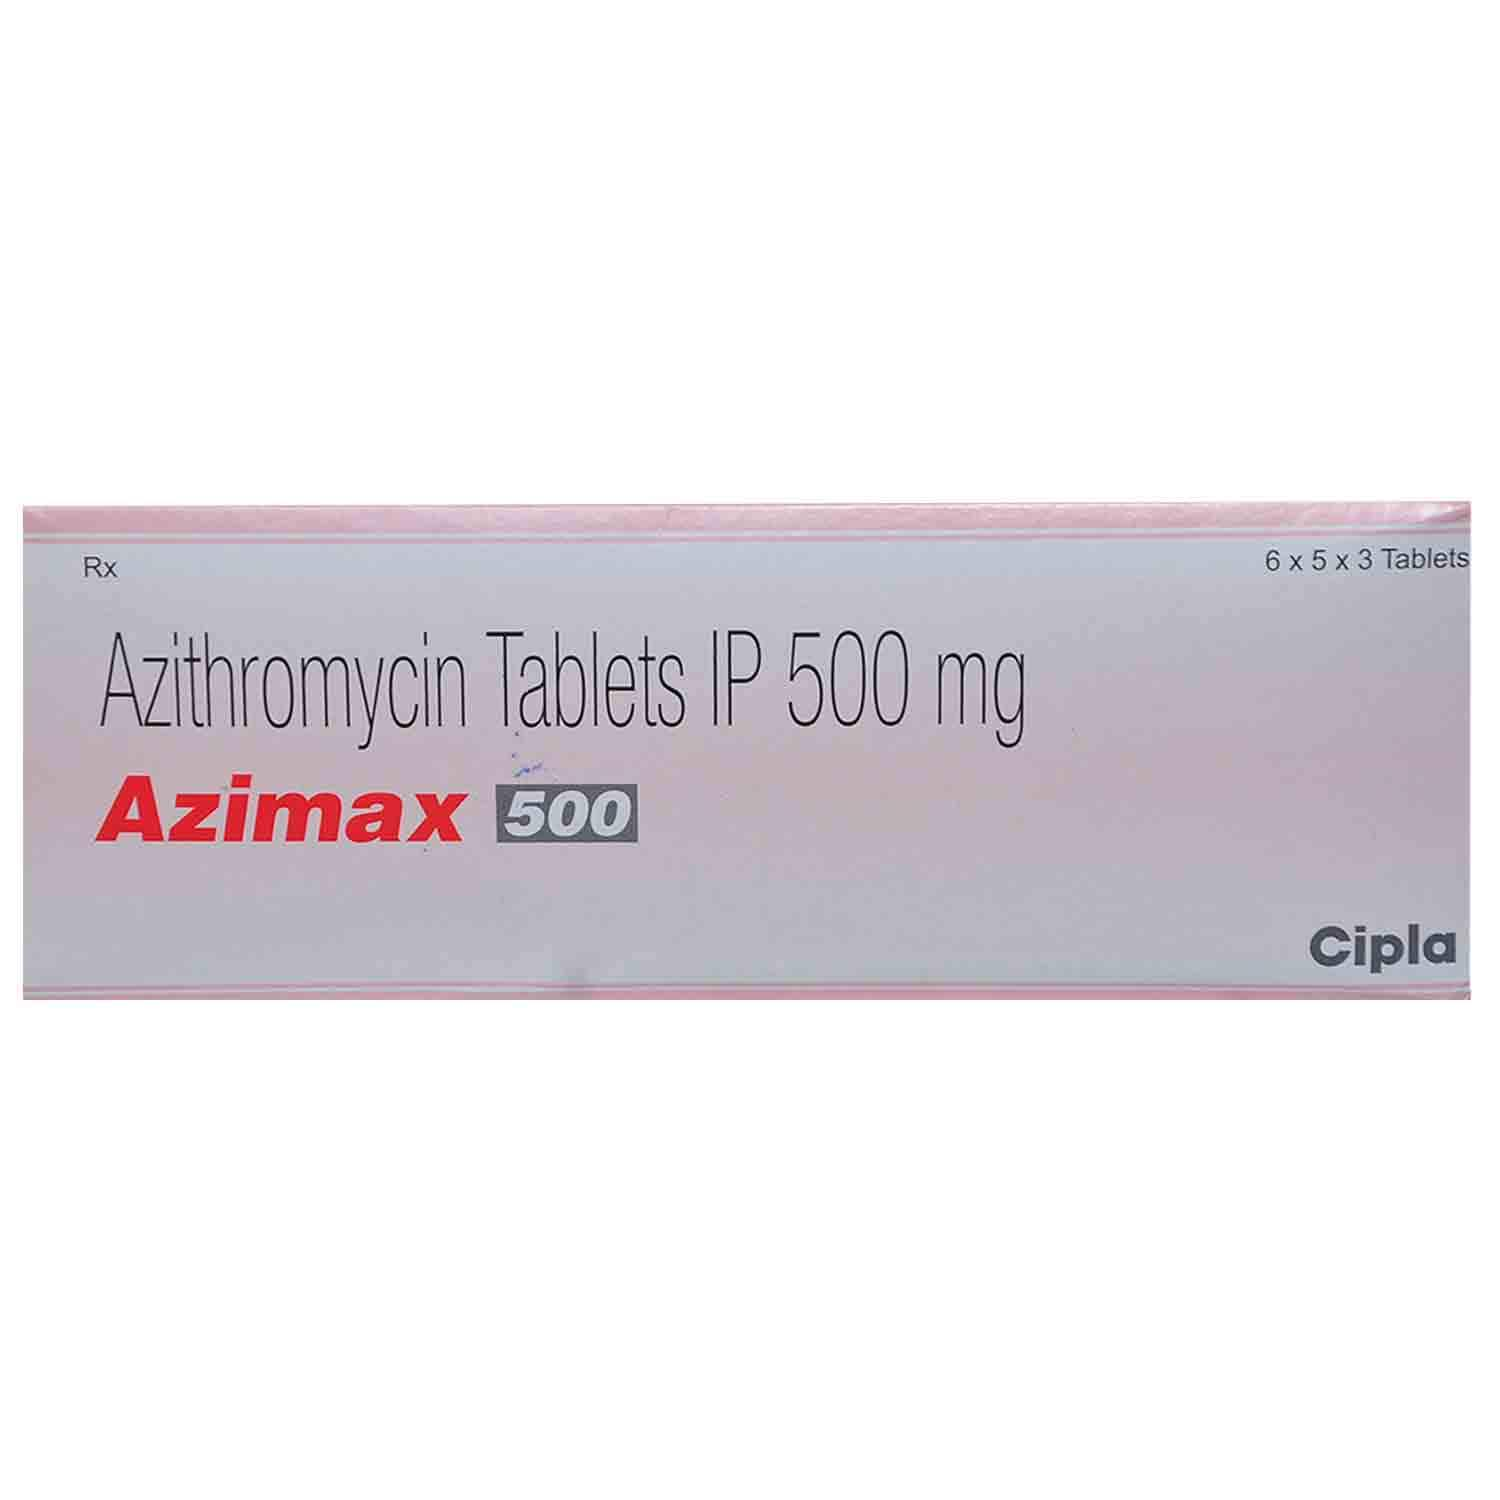 Rx
6 x 5 x 3 Tablets
Azithromycin Tablets IP 500 mg
Azimax 500
Cipla